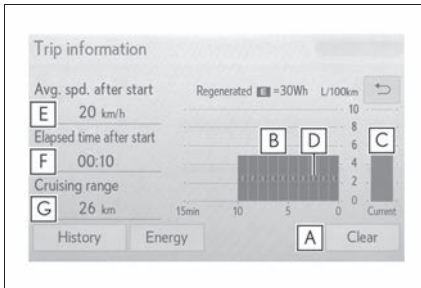 Trip information
Avg. spd. after start
Regenerated E =30Wh L/100km
E 20 km/h
Elapsed time after start
F 00:10
Cruising range
G 26 km
10
8
B D 6 C
4
2
15min 10 5 0 0 Current
History Energy A Clear